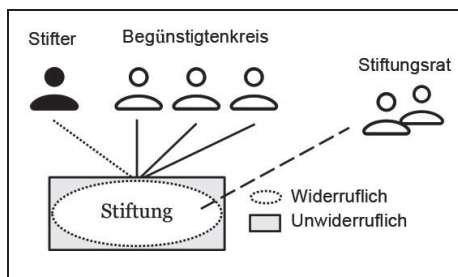 Stifter
Begünstigtenkreis
Stiftungsrat
Stiftung
Widerruflich
Unwiderruflich